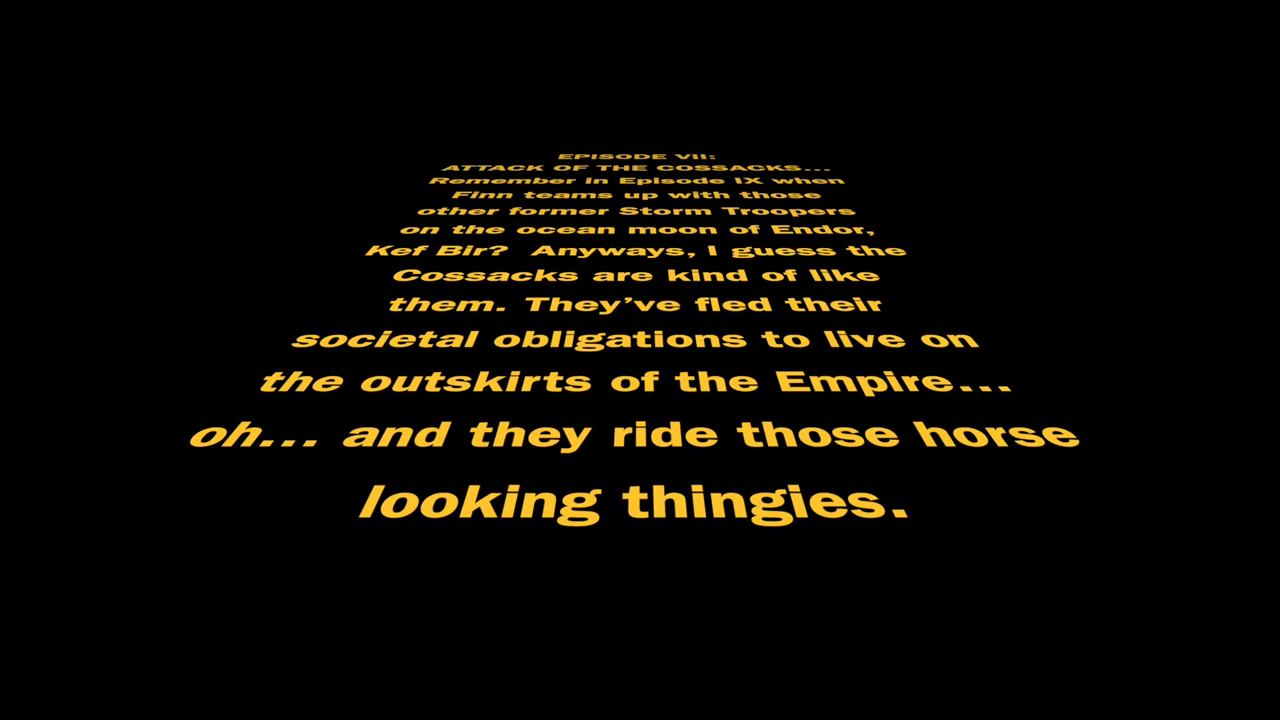 EPISODE VII:
ATTACK OF THE COSSACKS...
Remember in Episode IX when
Finn teams up with those
other former Storm Troopers
on the ocean moon of Endor,
Kef Bir?  Anyways, I guess the
Cossacks are kind of like
them. They’ve fled their
societal obligations to live on
the outskirts of the Empire...
oh... and they ride those horse
looking thingies.